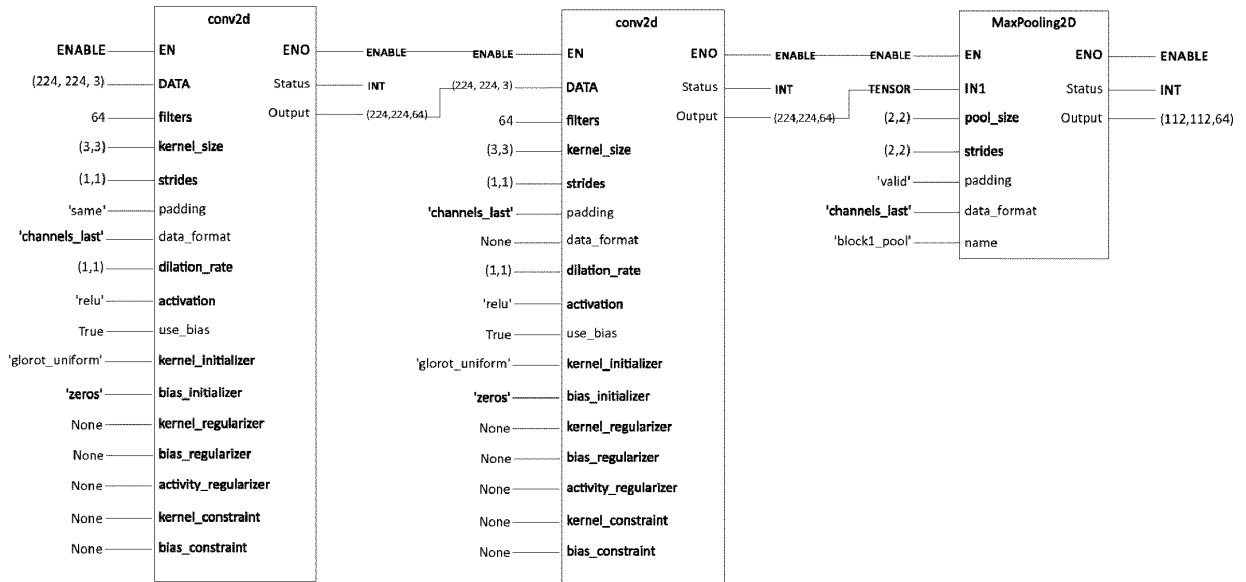 conv2d
ENABLE EN ENO ENABLE
(224, 224, 3) DATA Status INT
64 filters Output (224,224,64)
(3,3) kernel_size
(1,1) strides
'same' padding
'channels_last' data_format
(1,1) dilation_rate
'relu' activation
True use_bias
'glorot_uniform' kernel_initializer
'zeros' bias_initializer
None kernel_regularizer
None bias_regularizer
None activity_regularizer
None kernel_constraint
None bias_constraint
conv2d
ENABLE EN ENO ENABLE
(224, 224, 3) DATA Status INT
64 filters Output (224,224,64)
(3,3) kernel_size
(1,1) strides
'channels_last' padding
None data_format
(1,1) dilation_rate
'relu' activation
True use_bias
'glorot_uniform' kernel_initializer
'zeros' bias_initializer
None kernel_regularizer
None bias_regularizer
None activity_regularizer
None kernel_constraint
None bias_constraint
MaxPooling2D
ENABLE EN ENO ENABLE
TENSOR IN1 Status INT
(2,2) pool_size Output (112,112,64)
(2,2) strides
'valid' padding
'channels_last' data_format
'block1_pool' name